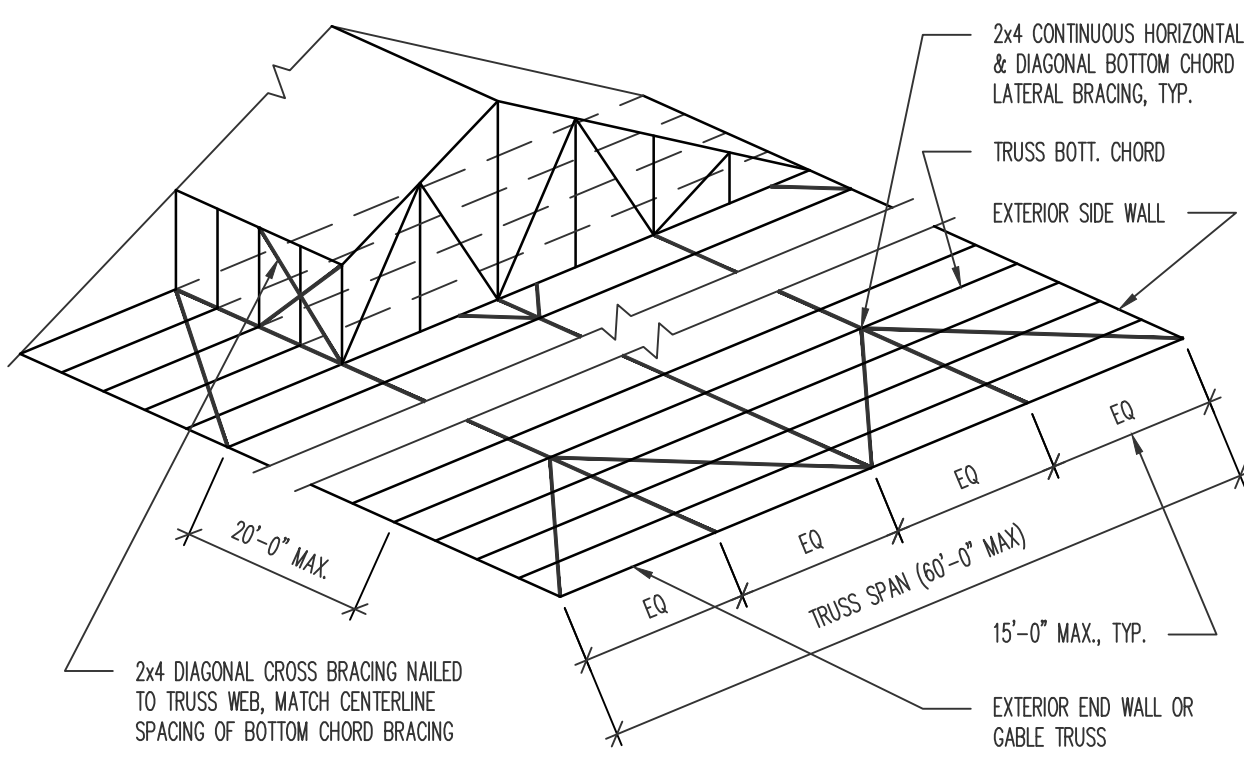 2x4 CONTINUOUS HORIZONTAL
& DIAGONAL BOTTOM CHORD
LATERAL BRACING, TYP.
TRUSS BOTT. CHORD
EXTERIOR SIDE WALL
EQ
EQ
EQ
EQ
20'-0" MAX.
TRUSS SPAN (60'-0" MAX)
15'-0" MAX., TYP.
2x4 DIAGONAL CROSS BRACING NAILED
TO TRUSS WEB, MATCH CENTERLINE
SPACING OF BOTTOM CHORD BRACING
EXTERIOR END WALL OR
GABLE TRUSS